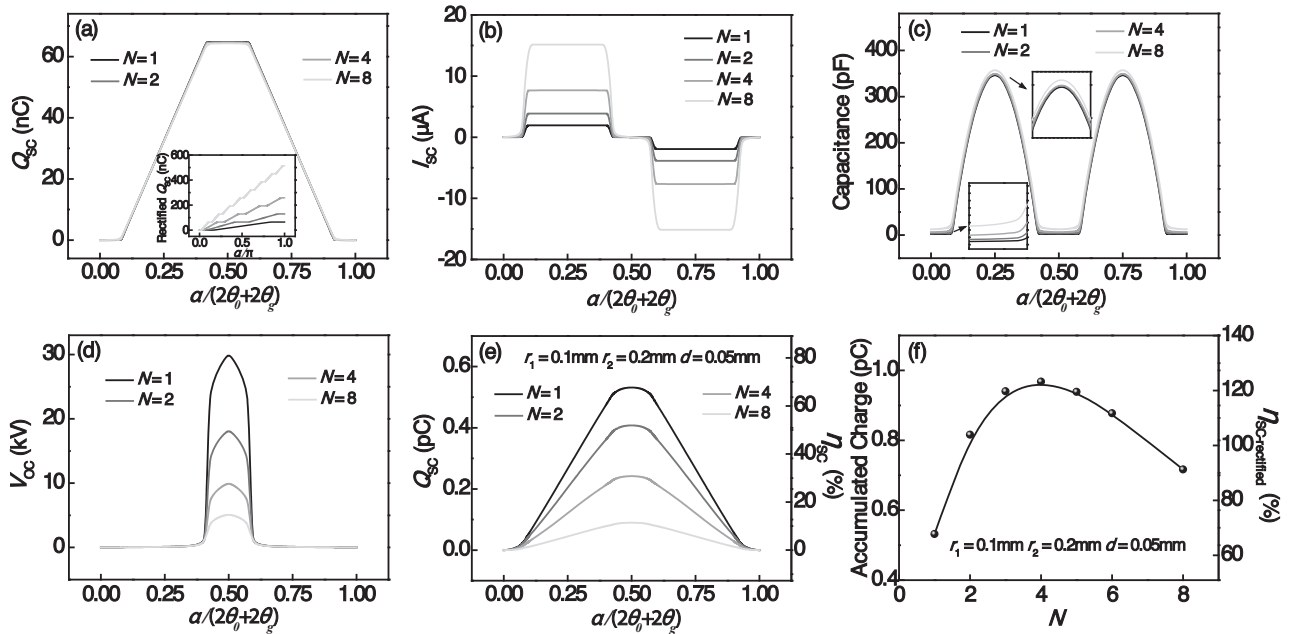 (a)
N=1
N=2
N=4
N=8
Q_SC (nC)
60
40
20
0
Rectified Q_SC (nC)
600
400
200
0
0.0
0.5
1.0
α/π
0.00
0.25
0.50
0.75
1.00
α/(2θ_0+2θ_g)
(b)
N=1
N=2
N=4
N=8
I_SC (μA)
20
10
0
-10
-20
0.00
0.25
0.50
0.75
1.00
α/(2θ_0+2θ_g)
(c)
N=1
N=2
N=4
N=8
Capacitance (pF)
400
300
200
100
0
0.00
0.25
0.50
0.75
1.00
α/(2θ_0+2θ_g)
(d)
N=1
N=2
N=4
N=8
V_OC (kV)
30
20
10
0
0.00
0.25
0.50
0.75
1.00
α/(2θ_0+2θ_g)
(e)
r_1 = 0.1mm r_2 = 0.2mm d = 0.05mm
N=1
N=2
N=4
N=8
Q_SC (pC)
0.6
0.4
0.2
0.0
η_SC (%)
80
60
40
20
0
0.00
0.25
0.50
0.75
1.00
α/(2θ_0+2θ_g)
(f)
Accumulated Charge (pC)
1.0
0.8
0.6
0.4
η_SC-rectified (%)
140
120
100
80
60
r_1 = 0.1mm r_2 = 0.2mm d = 0.05mm
0
2
4
6
8
N